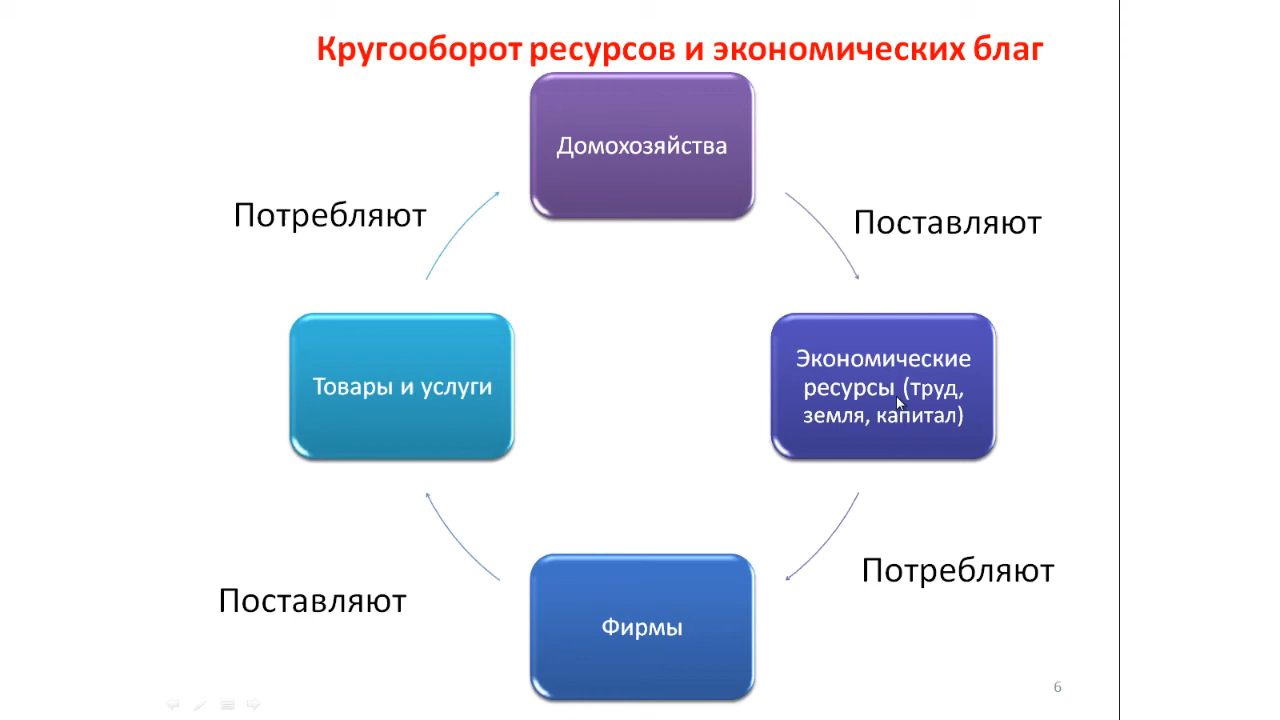 Кругооборот ресурсов и экономических благ
Домохозяйства
Потребляют
Поставляют
Товары и услуги
Экономические
ресурсы (труд,
земля, капитал)
Поставляют
Потребляют
Фирмы
6